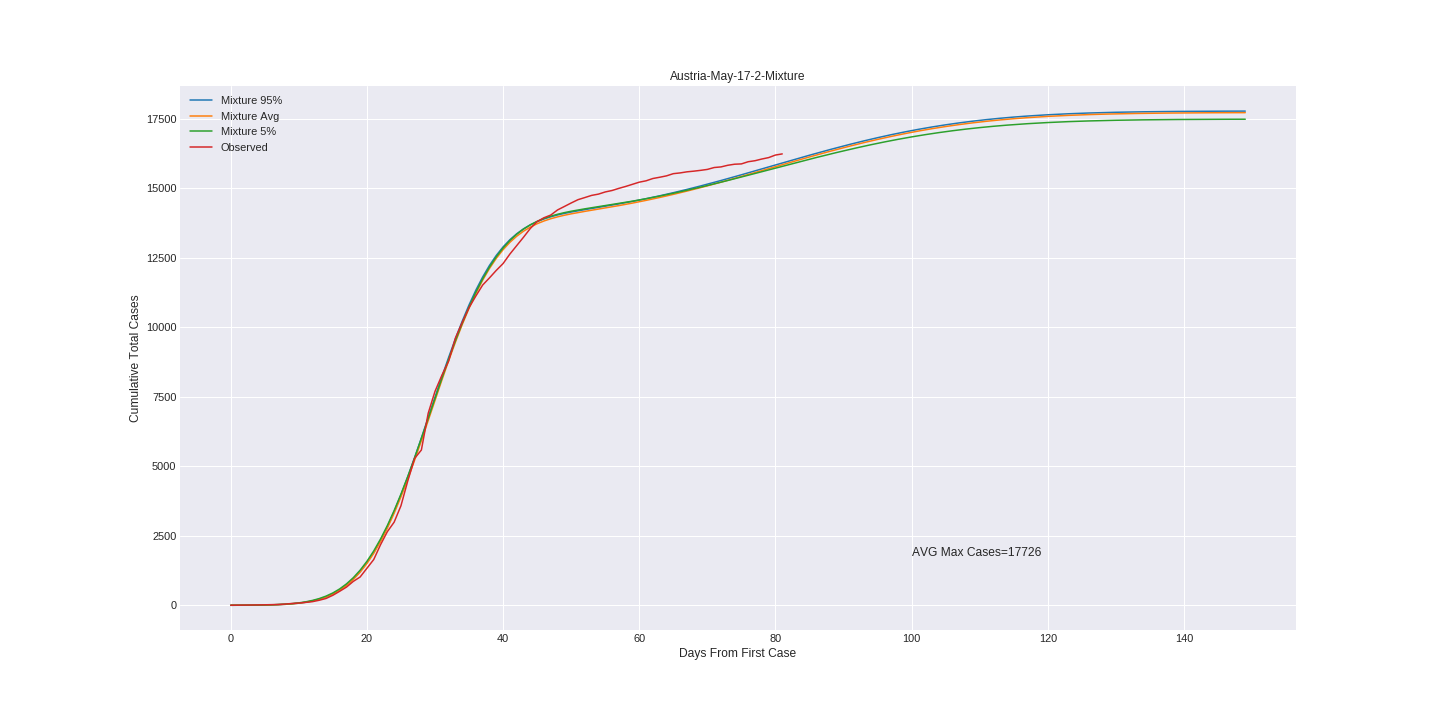 Austria-May-17-2-Mixture
Mixture 95%
Mixture Avg
Mixture 5%
Observed
17500
15000
12500
10000
7500
5000
2500
0
Cumulative Total Cases
AVG Max Cases=17726
0 20 40 60 80 100 120 140
Days From First Case